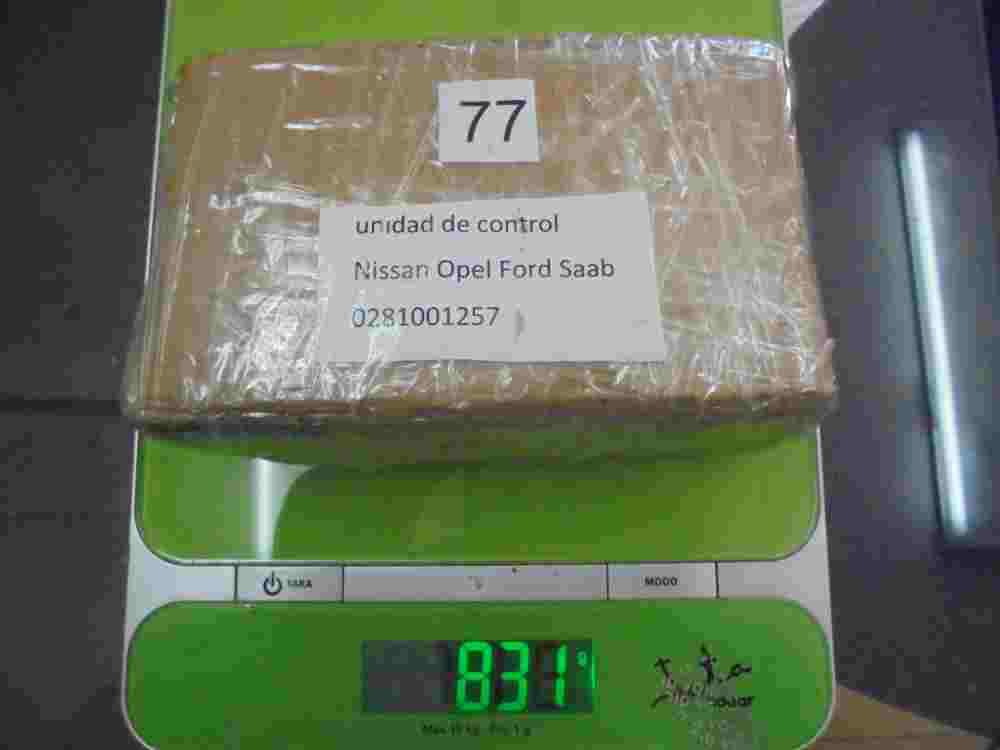 77
unidad de control
Nissan Opel Ford Saab
0281001257
TARA
MODO
831